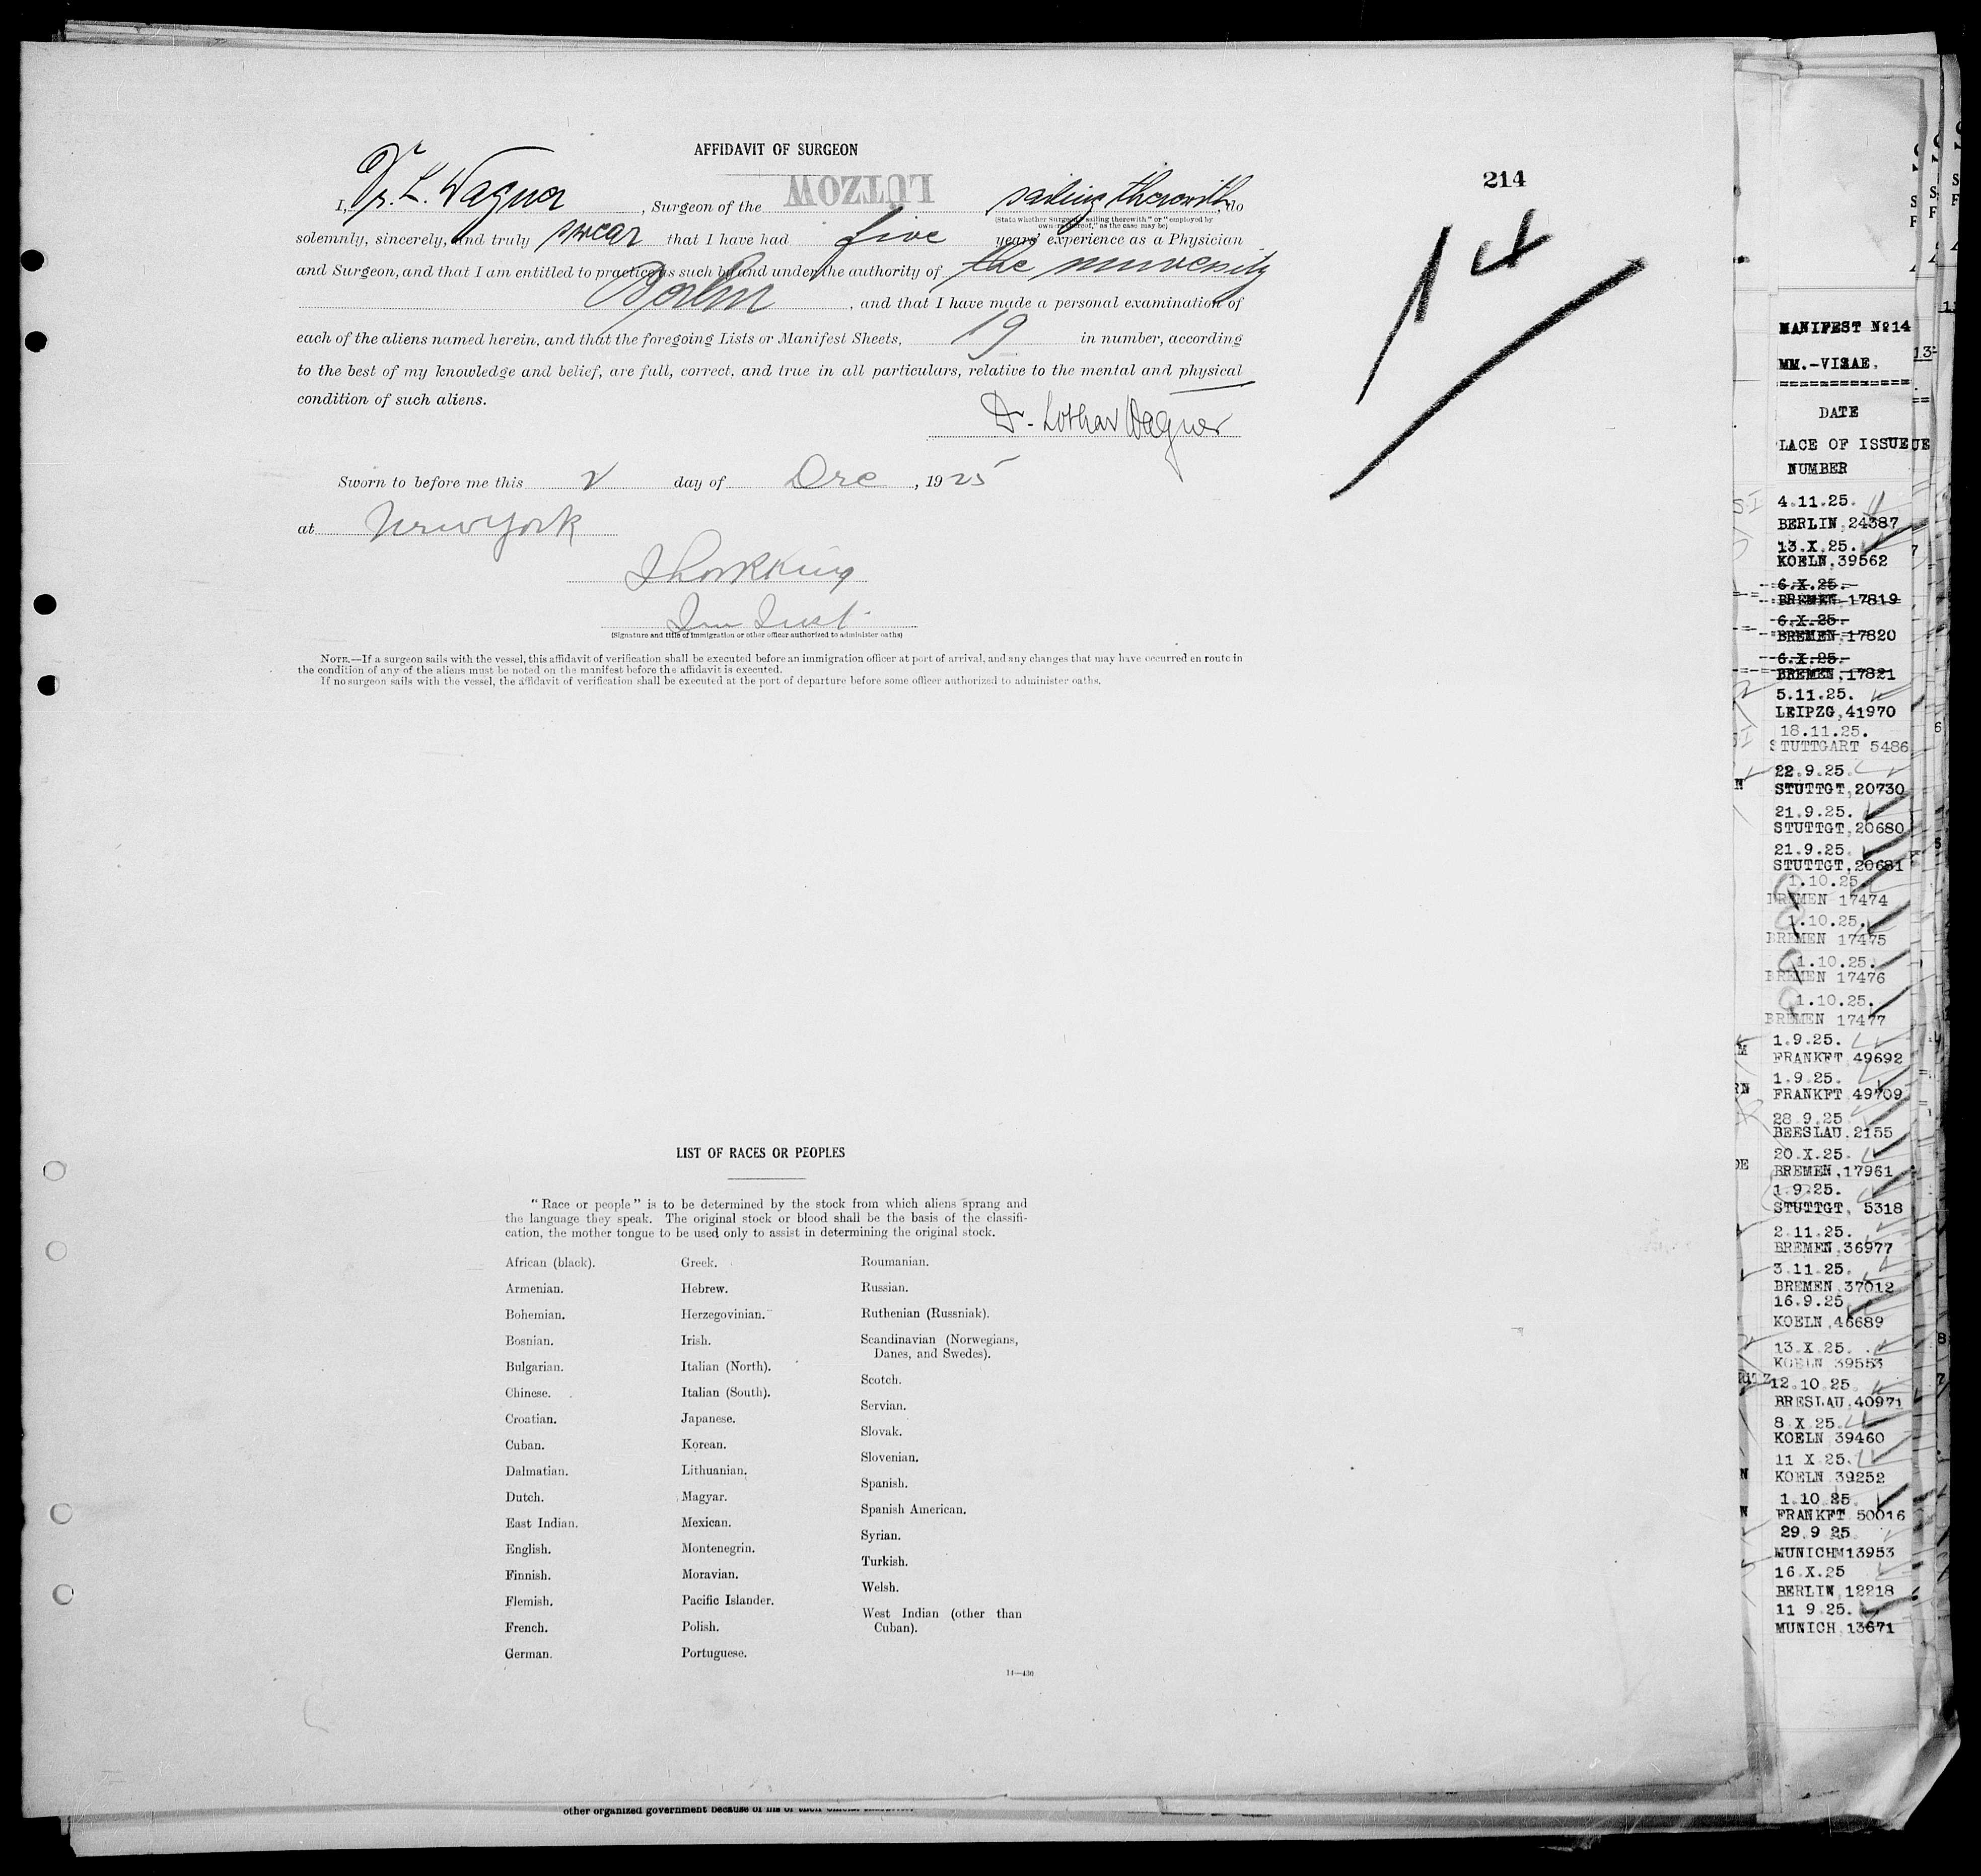 AFFIDAVIT OF SURGEON
214
1st
LÜTZOW
I, Dr. L. Wagner, Surgeon of the sailing therewith, do
(State whether surgeon "sailing therewith" or "employed by
owners thereof," as the case may be)
solemnly, sincerely, and truly swear that I have had five years' experience as a Physician
and Surgeon, and that I am entitled to practice as such by and under the authority of the university
Berlin, and that I have made a personal examination of
each of the aliens named herein, and that the foregoing Lists or Manifest Sheets, 19 in number, according
to the best of my knowledge and belief, are full, correct, and true in all particulars, relative to the mental and physical
condition of such aliens.
Dr. Lothar Wagner
Sworn to before me this 2 day of Dec, 1925
at New York
(Signature and title of immigration or other officer authorized to administer oaths)
NOTE.—If a surgeon sails with the vessel, this affidavit of verification shall be executed before an immigration officer at port of arrival, and any changes that may have occurred en route in
the condition of any of the aliens must be noted on the manifest before the affidavit is executed.
If no surgeon sails with the vessel, the affidavit of verification shall be executed at the port of departure before some officer authorized to administer oaths.
LIST OF RACES OR PEOPLES
"Race or people" is to be determined by the stock from which aliens sprang and
the language they speak. The original stock or blood shall be the basis of the classifi-
cation, the mother tongue to be used only to assist in determining the original stock.
African (black).
Armenian.
Bohemian.
Bosnian.
Bulgarian.
Chinese.
Croatian.
Cuban.
Dalmatian.
Dutch.
East Indian.
English.
Finnish.
Flemish.
French.
German.
Greek.
Hebrew.
Herzegovinian.
Irish.
Italian (North).
Italian (South).
Japanese.
Korean.
Lithuanian.
Magyar.
Mexican.
Montenegrin.
Moravian.
Pacific Islander.
Polish.
Portuguese.
Roumanian.
Russian.
Ruthenian (Russniak).
Scandinavian (Norwegians,
Danes, and Swedes).
Scotch.
Servian.
Slovak.
Slovenian.
Spanish.
Spanish American.
Syrian.
Turkish.
Welsh.
West Indian (other than
Cuban).
14—436
other organized government because of his or their official
MANIFEST No14
MM.-VISAE.
DATE
LACE OF ISSUE
NUMBER
4.11.25.
BERLIN,24387
13.X.25.
KOELN,39562
6.X.25.
BREMEN,17819
6.X.25.
BREMEN,17820
6.X.25.
BREMEN,17821
5.11.25.
LEIPZG,41970
18.11.25.
STUTTGART 5486
22.9.25.
STUTTGT,20730
21.9.25.
STUTTGT,20680
21.9.25.
STUTTGT,20681
1.10.25
BREMEN 17474
1.10.25.
BREMEN 17475
1.10.25.
BREMEN 17476
1.10.25.
BREMEN 17477
1.9.25.
FRANKFT,49692
1.9.25.
FRANKFT,49709
28.9.25
BEESLAU,2155
20.X.25.
BREMEN,17961
1.9.25.
STUTTGT, 5318
2.11.25.
BREMEN,36977
3.11.25.
BREMEN,37012
16.9.25
KOELN,46689
13.X.25.
KOELN 39553
12.10.25.
BRESLAU,40971
8.X.25.
KOELN 39460
11 X.25.
KOELN 39252
1.10.25.
FRANKFT 50016
29.9 25.
MUNICHM13953
16.X.25
BERLIN,12218
11 9.25.
MUNICH,13671